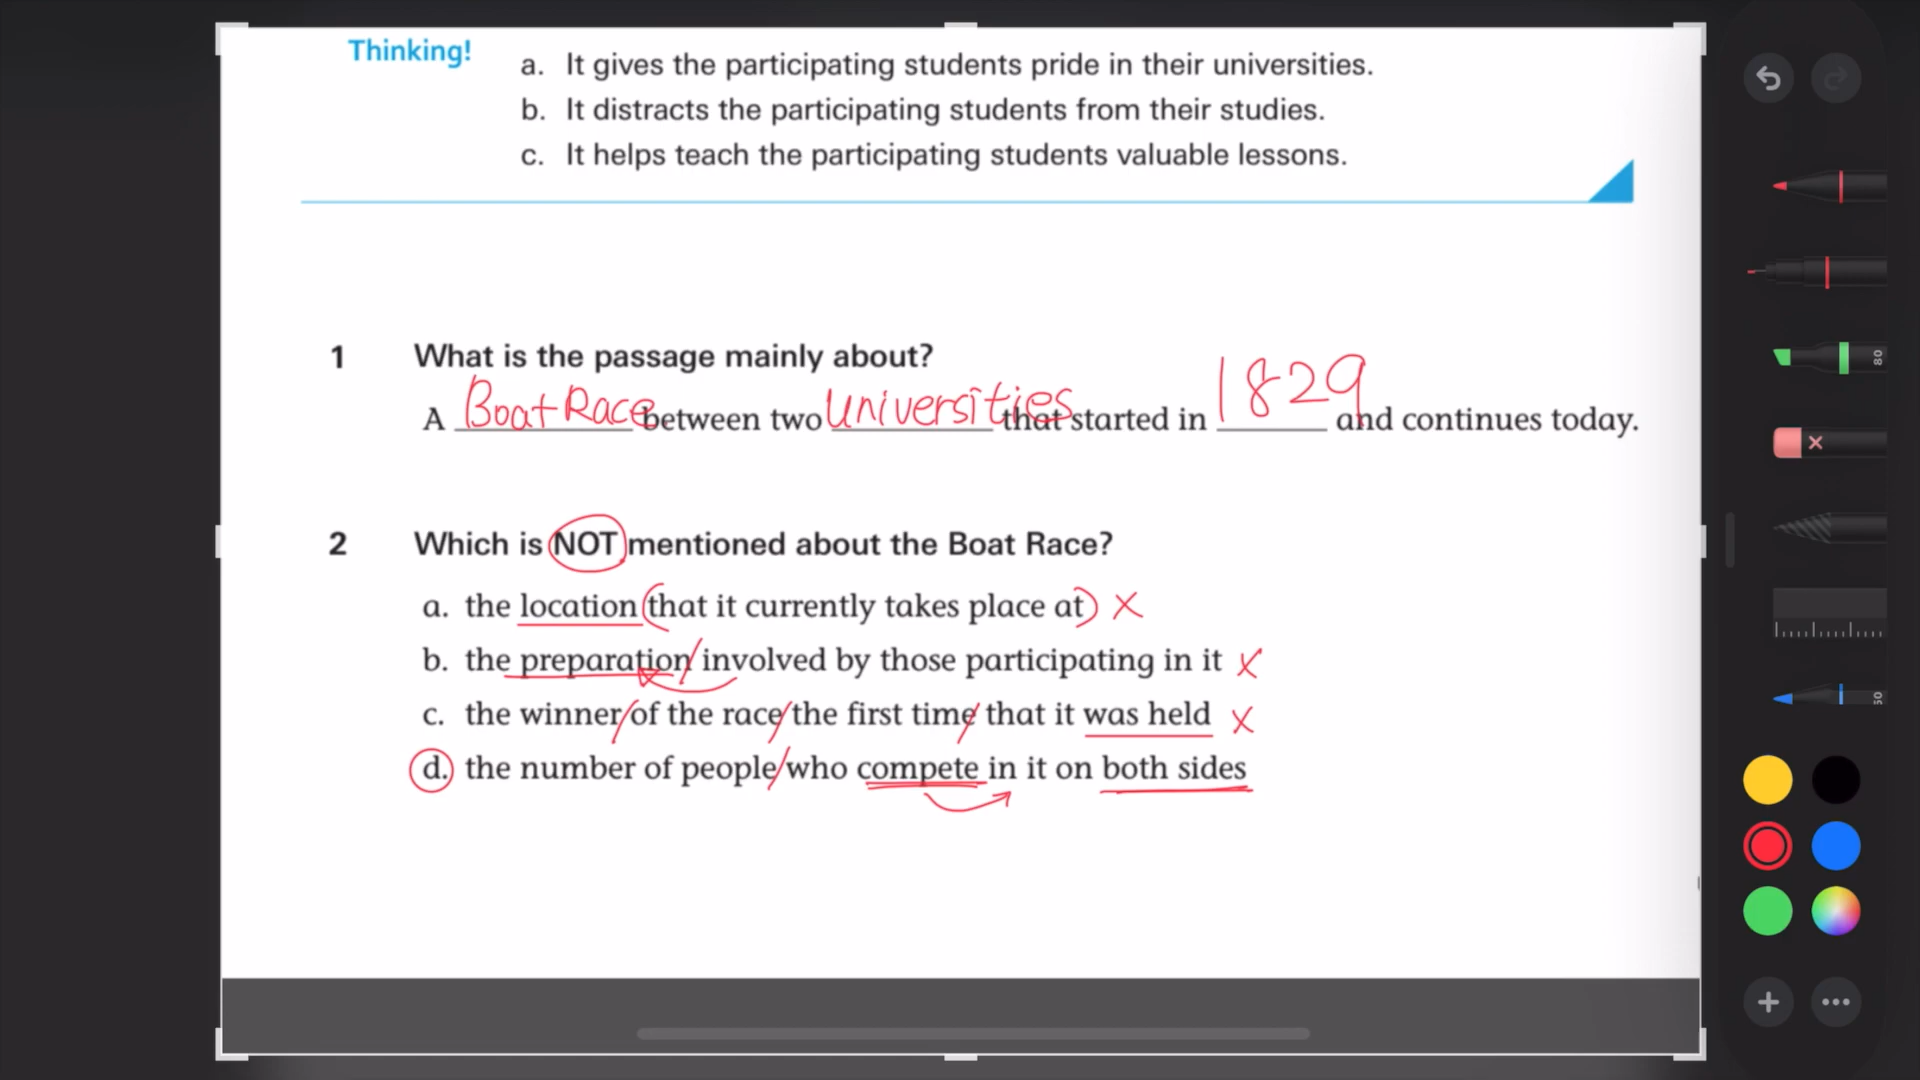 Thinking!
a. It gives the participating students pride in their universities.
b. It distracts the participating students from their studies.
c. It helps teach the participating students valuable lessons.
1 What is the passage mainly about?
A Boat Race between two Universities that started in 1829 and continues today.
2 Which is NOT mentioned about the Boat Race?
a. the location (that it currently takes place at) x
b. the preparation / involved by those participating in it x
c. the winner / of the race / the first time / that it was held x
d. the number of people / who compete in it on both sides
80
50